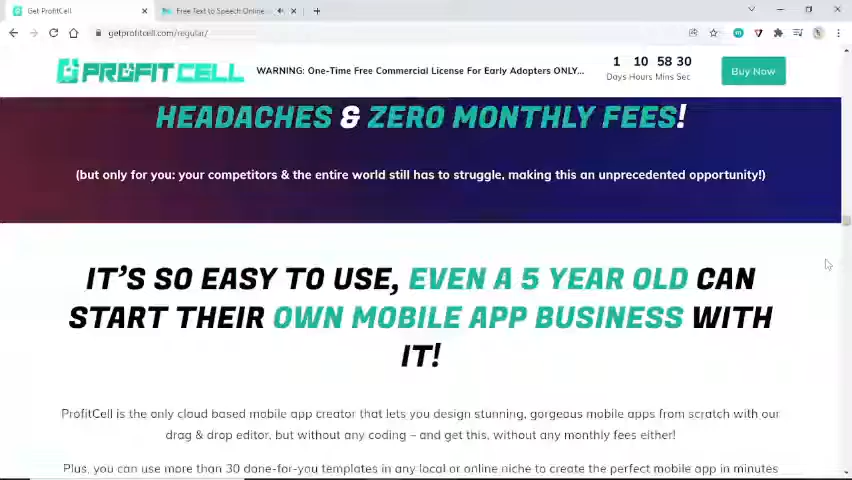 Get ProfitCell
Free Text to Speech Online
getprofitcell.com/regular/
PROFIT CELL
WARNING: One-Time Free Commercial License For Early Adopters ONLY...
1 10 58 30
Days Hours Mins Sec
Buy Now
HEADACHES & ZERO MONTHLY FEES!
(but only for you: your competitors & the entire world still has to struggle, making this an unprecedented opportunity!)
IT'S SO EASY TO USE, EVEN A 5 YEAR OLD CAN
START THEIR OWN MOBILE APP BUSINESS WITH
IT!
ProfitCell is the only cloud based mobile app creator that lets you design stunning, gorgeous mobile apps from scratch with our
drag & drop editor, but without any coding – and get this, without any monthly fees either!
Plus, you can use more than 30 done-for-you templates in any local or online niche to create the perfect mobile app in minutes